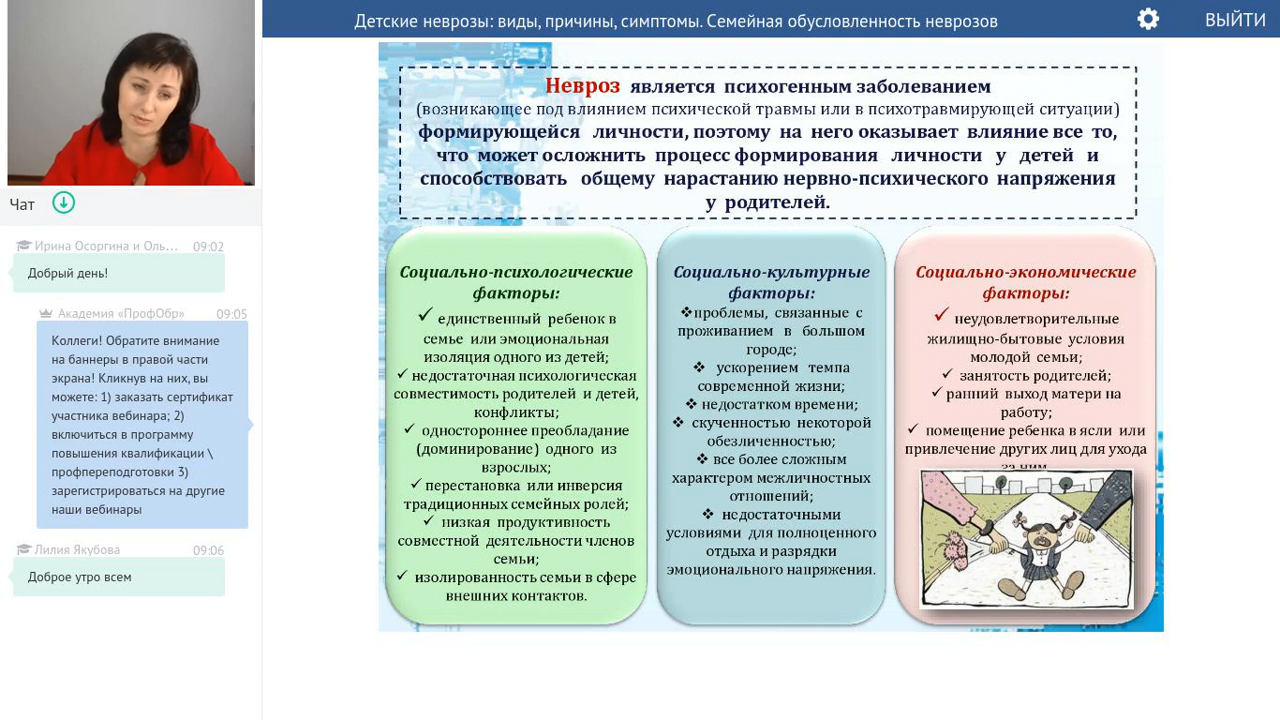 Детские неврозы: виды, причины, симптомы. Семейная обусловленность неврозов
ВЫЙТИ
Чат
Ирина Осоргина и Оль...
09:02
Добрый день!
Академия «ПрофОбр»
09:05
Коллеги! Обратите внимание
на баннеры в правой части
экрана! Кликнув на них, вы
можете: 1) заказать сертификат
участника вебинара; 2)
включиться в программу
повышения квалификации \
профпереподготовки 3)
зарегистрироваться на другие
наши вебинары
Лилия Якубова
09:06
Доброе утро всем
Невроз является психогенным заболеванием
(возникающее под влиянием психической травмы или в психотравмирующей ситуации)
формирующейся личности, поэтому на него оказывает влияние все то,
что может осложнить процесс формирования личности у детей и
способствовать общему нарастанию нервно-психического напряжения
у родителей.
Социально-психологические
факторы:
✓ единственный ребенок в
семье или эмоциональная
изоляция одного из детей;
✓ недостаточная психологическая
совместимость родителей и детей,
конфликты;
✓ одностороннее преобладание
(доминирование) одного из
взрослых;
✓ перестановка или инверсия
традиционных семейных ролей;
✓ низкая продуктивность
совместной деятельности членов
семьи;
✓ изолированность семьи в сфере
внешних контактов.
Социально-культурные
факторы:
❖проблемы, связанные с
проживанием в большом
городе;
❖ ускорением темпа
современной жизни;
❖ недостатком времени;
❖ скученностью некоторой
обезличенностью;
❖ все более сложным
характером межличностных
отношений;
❖ недостаточными
условиями для полноценного
отдыха и разрядки
эмоционального напряжения.
Социально-экономические
факторы:
✓ неудовлетворительные
жилищно-бытовые условия
молодой семьи;
✓ занятость родителей;
✓ ранний выход матери на
работу;
✓ помещение ребенка в ясли или
привлечение других лиц для ухода
за ним